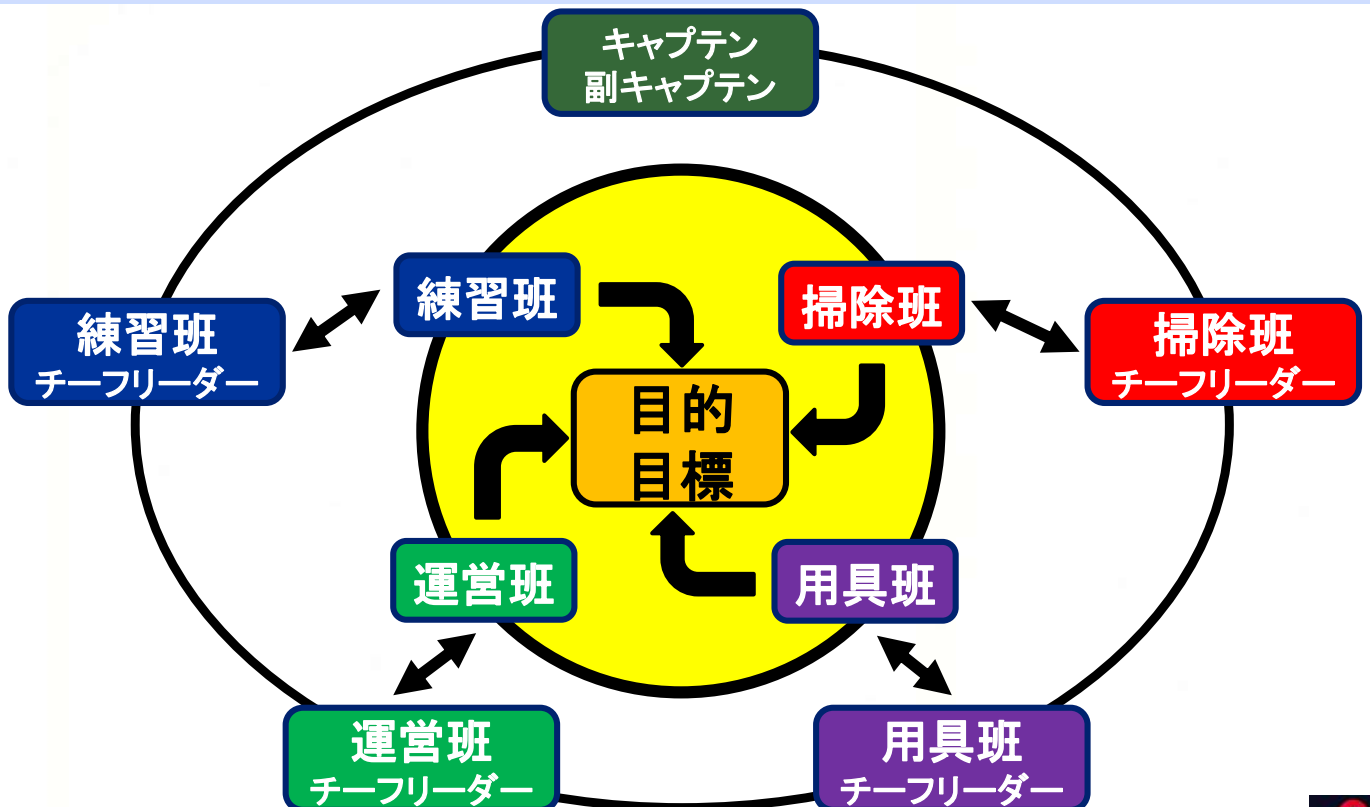 キャプテン
副キャプテン
練習班
掃除班
練習班
チーフリーダー
掃除班
チーフリーダー
目的
目標
運営班
用具班
運営班
チーフリーダー
用具班
チーフリーダー